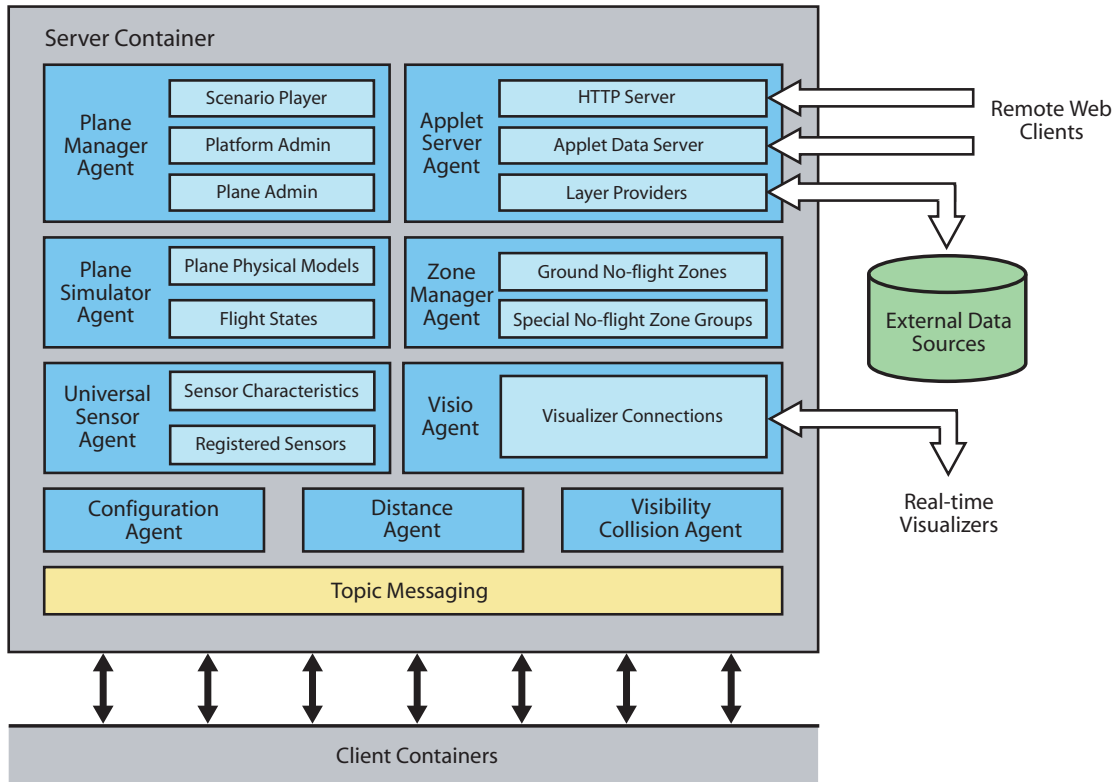 Server Container
Plane
Manager
Agent
Scenario Player
Platform Admin
Plane Admin
Applet
Server
Agent
HTTP Server
Applet Data Server
Layer Providers
Remote Web
Clients
Plane
Simulator
Agent
Plane Physical Models
Flight States
Zone
Manager
Agent
Ground No-flight Zones
Special No-flight Zone Groups
External Data
Sources
Universal
Sensor
Agent
Sensor Characteristics
Registered Sensors
Visio
Agent
Visualizer Connections
Real-time
Visualizers
Configuration
Agent
Distance
Agent
Visibility
Collision Agent
Topic Messaging
Client Containers